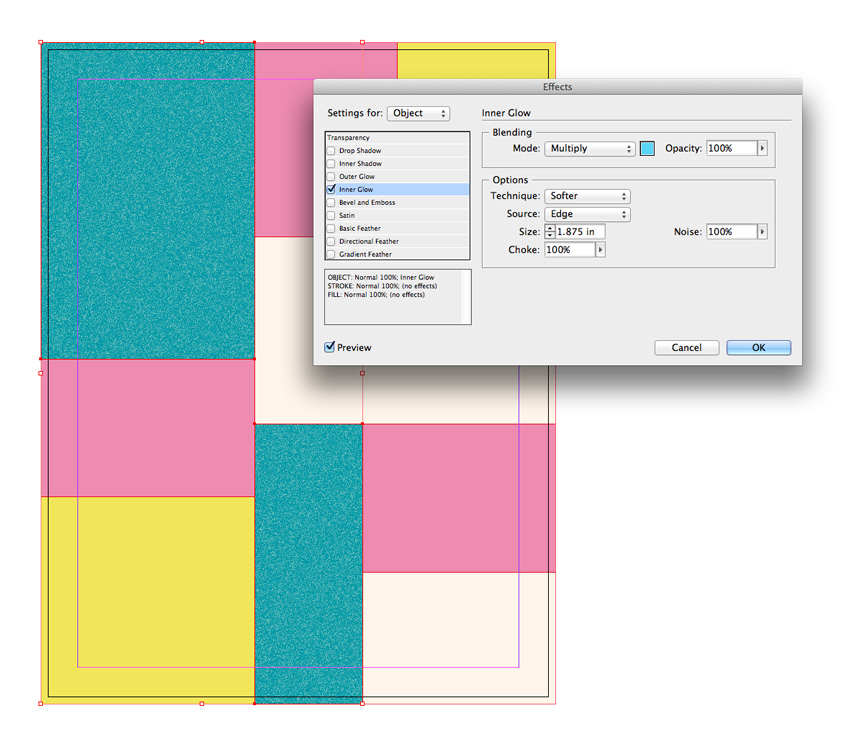 Effects
Settings for: Object
Transparency
Drop Shadow
Inner Shadow
Outer Glow
Inner Glow
Bevel and Emboss
Satin
Basic Feather
Directional Feather
Gradient Feather
OBJECT: Normal 100%; Inner Glow
STROKE: Normal 100%; (no effects)
FILL: Normal 100%; (no effects)
Preview
Inner Glow
Blending
Mode: Multiply Opacity: 100%
Options
Technique: Softer
Source: Edge
Size: 1.875 in Noise: 100%
Choke: 100%
Cancel OK